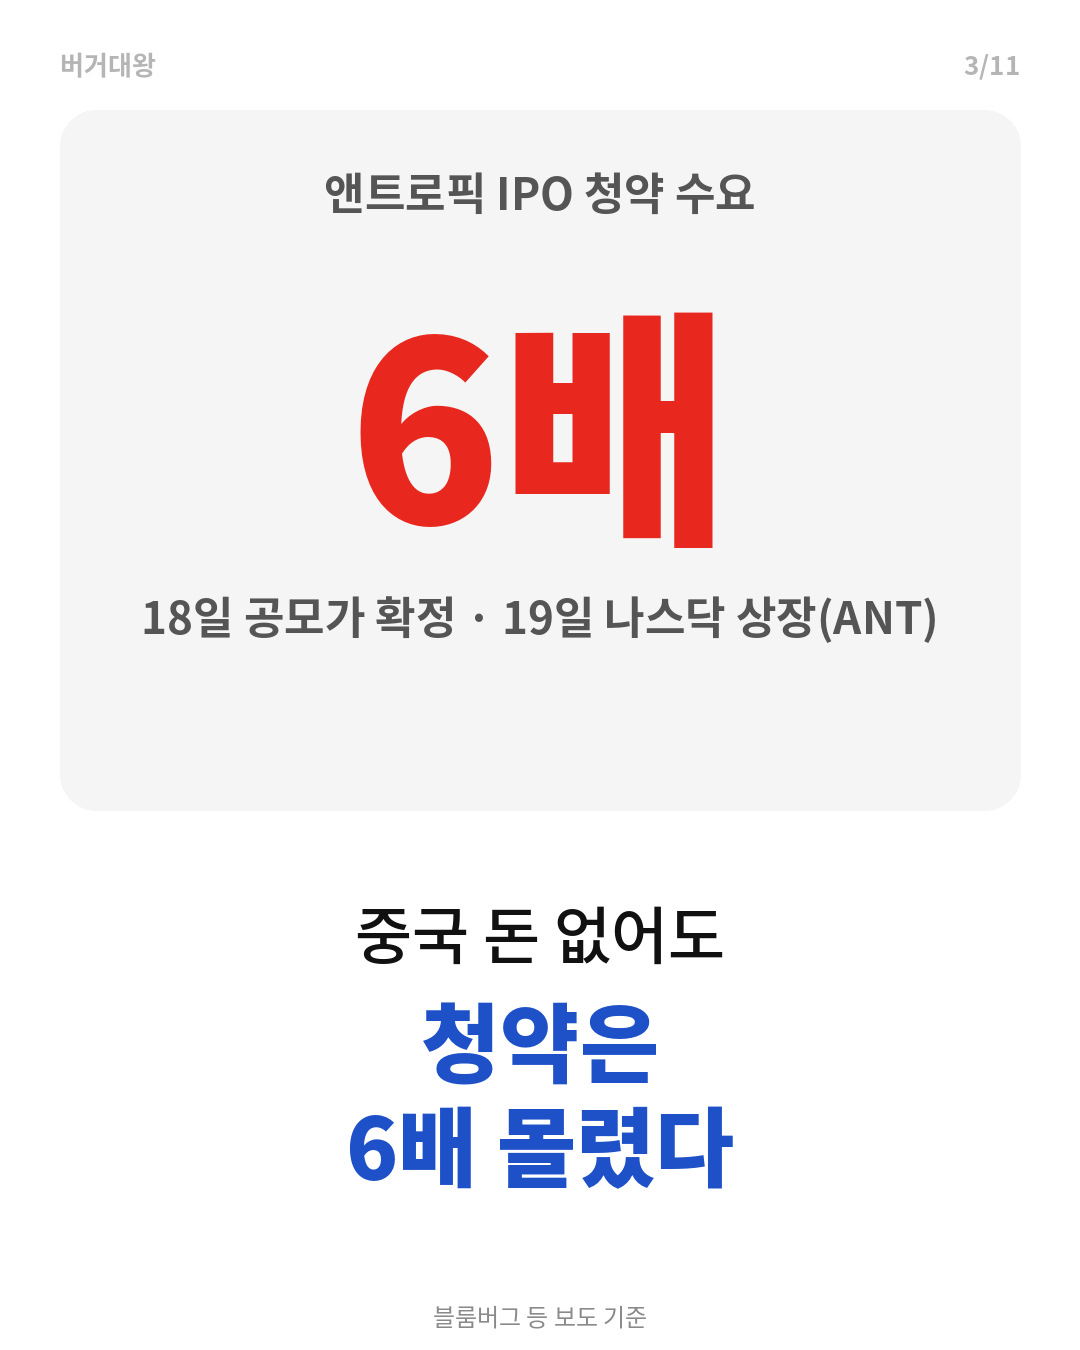 버거대왕
3/11
앤트로픽 IPO 청약 수요
6배
18일 공모가 확정 · 19일 나스닥 상장(ANT)
중국 돈 없어도
청약은
6배 몰렸다
블룸버그 등 보도 기준